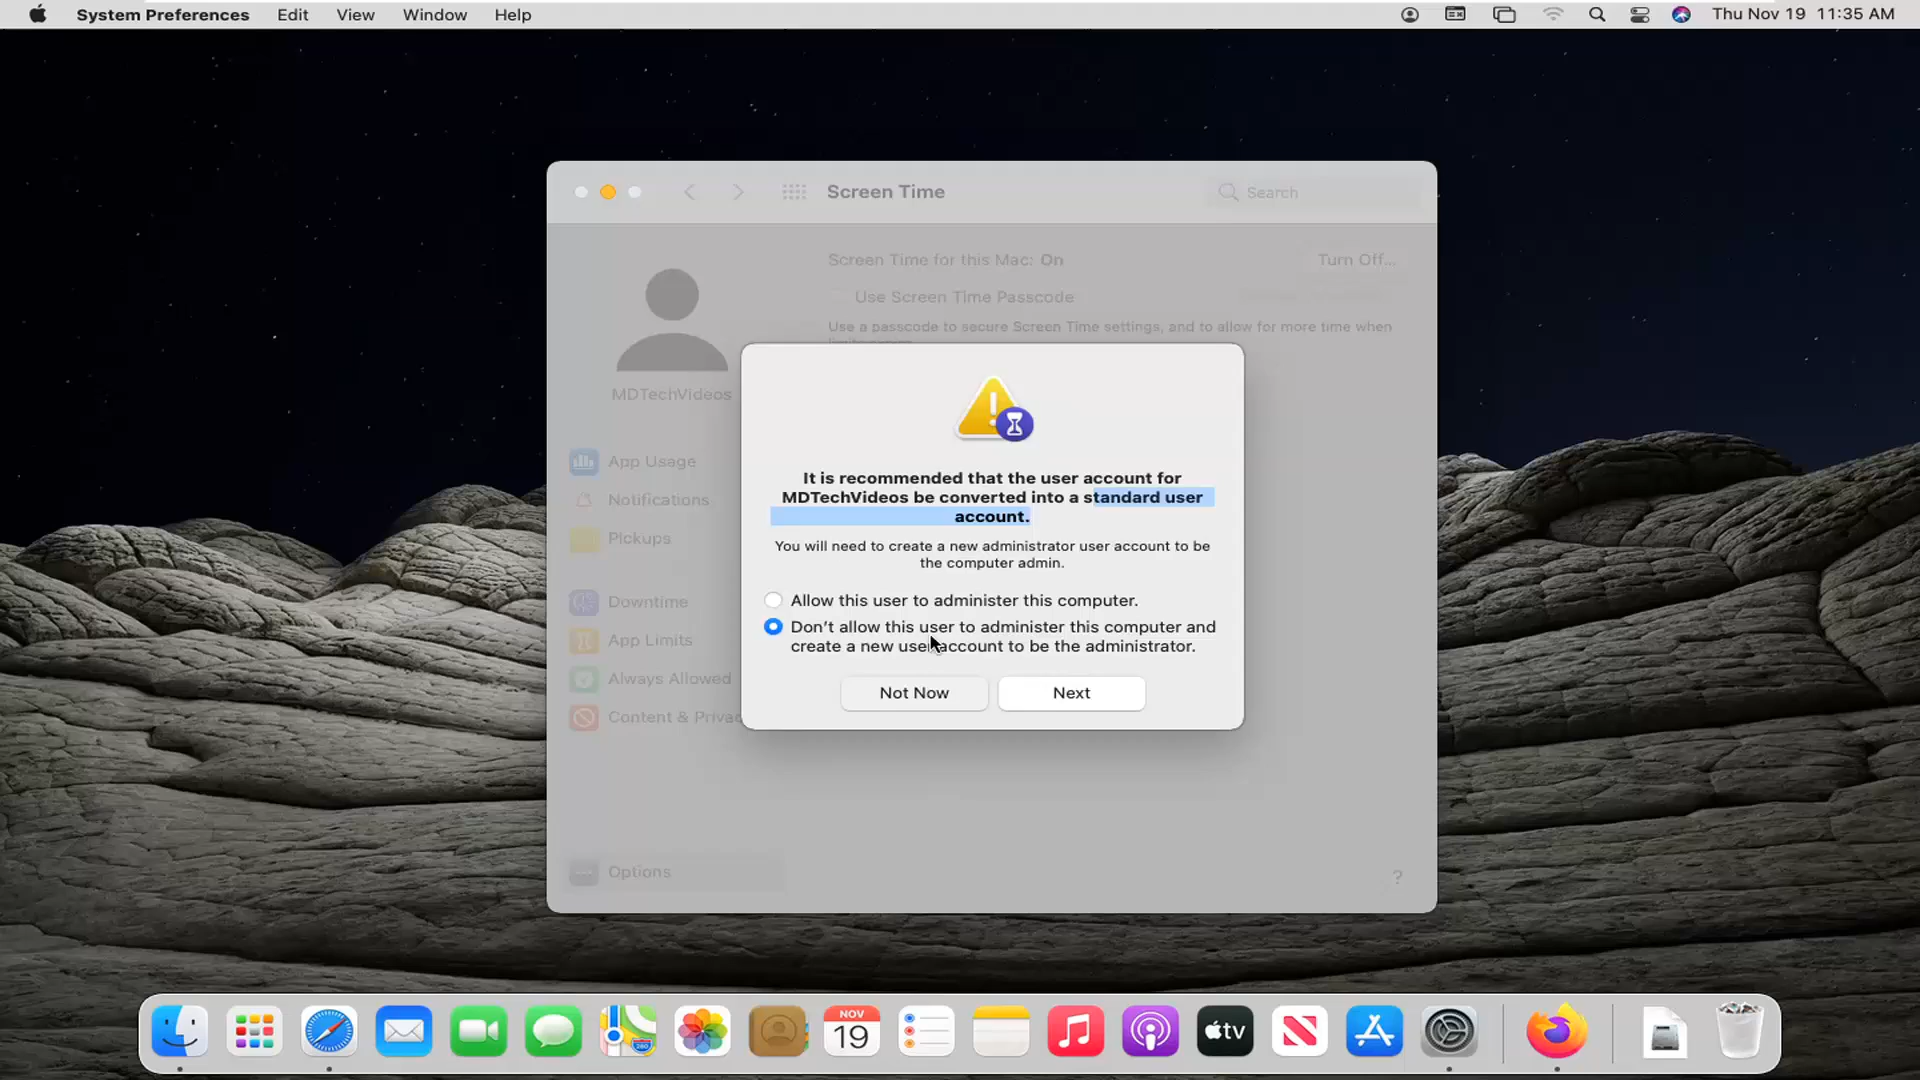 System Preferences Edit View Window Help Thu Nov 19 11:35 AM
Screen Time Search
Screen Time for this Mac: On Turn Off...
Use Screen Time Passcode
Use a passcode to secure Screen Time settings, and to allow for more time when
MDTechVideos
App Usage
Notifications
Pickups
Downtime
App Limits
Always Allowed
Content & Privac
Options
?
It is recommended that the user account for
MDTechVideos be converted into a standard user
account.
You will need to create a new administrator user account to be
the computer admin.
Allow this user to administer this computer.
Don't allow this user to administer this computer and
create a new user account to be the administrator.
Not Now Next
NOV
19
280
tv